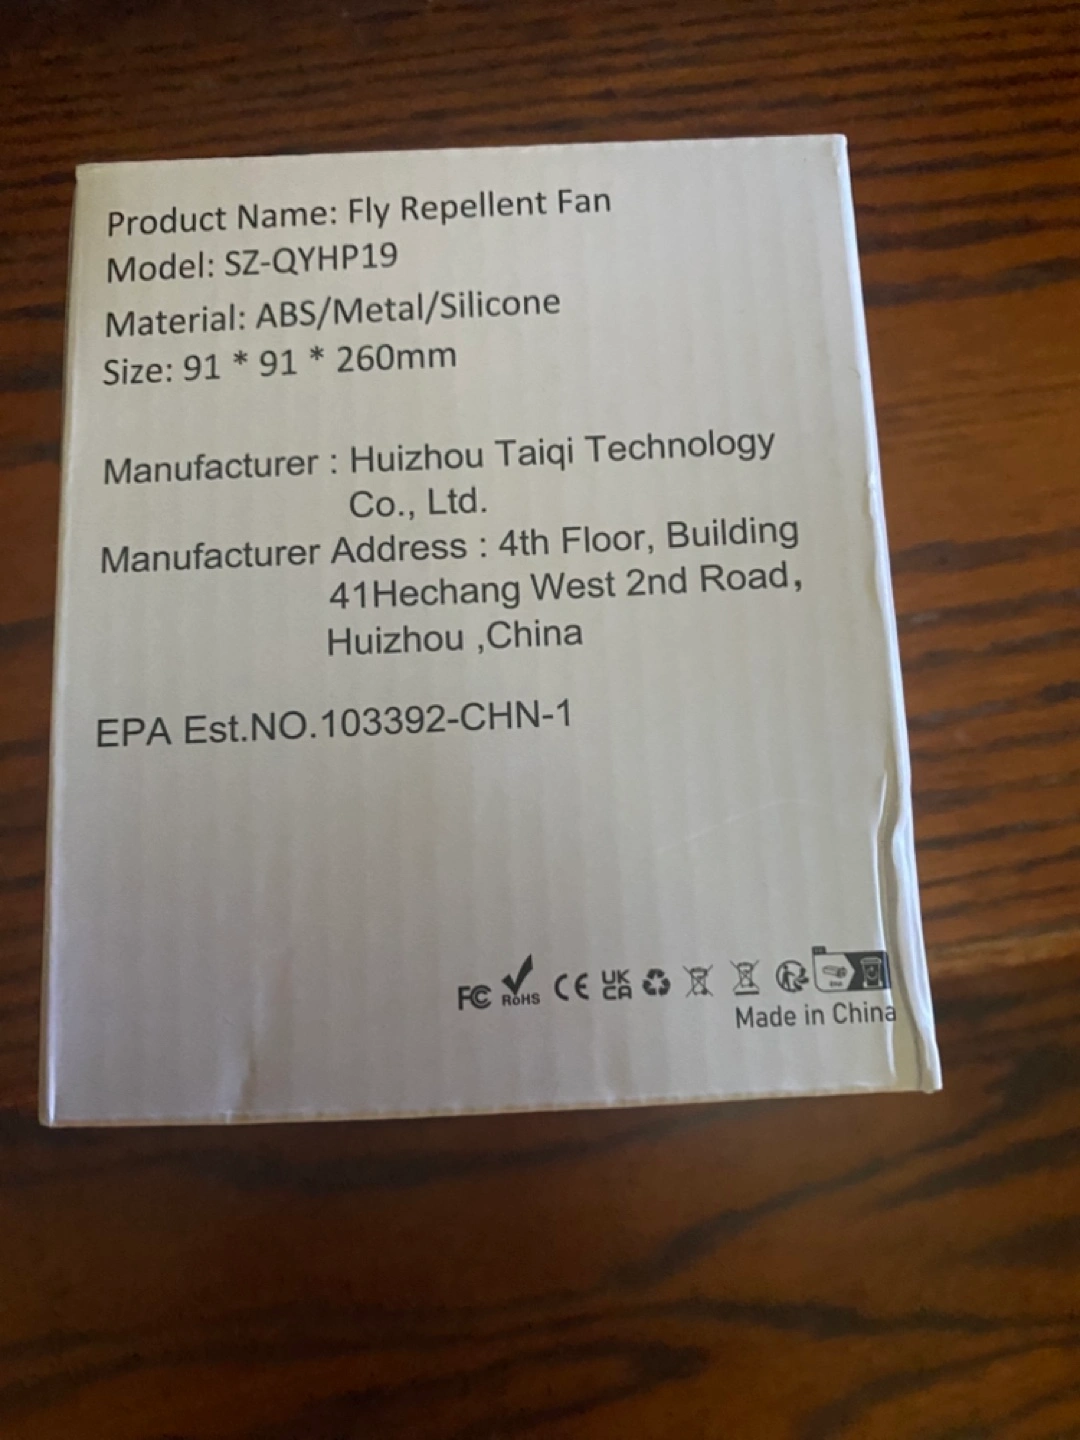 Product Name: Fly Repellent Fan
Model: SZ-QYHP19
Material: ABS/Metal/Silicone
Size: 91 * 91 * 260mm
Manufacturer : Huizhou Taiqi Technology
Co., Ltd.
Manufacturer Address : 4th Floor, Building
41Hechang West 2nd Road,
Huizhou ,China
EPA Est.NO.103392-CHN-1
FC RoHS CE UK CA
Made in China